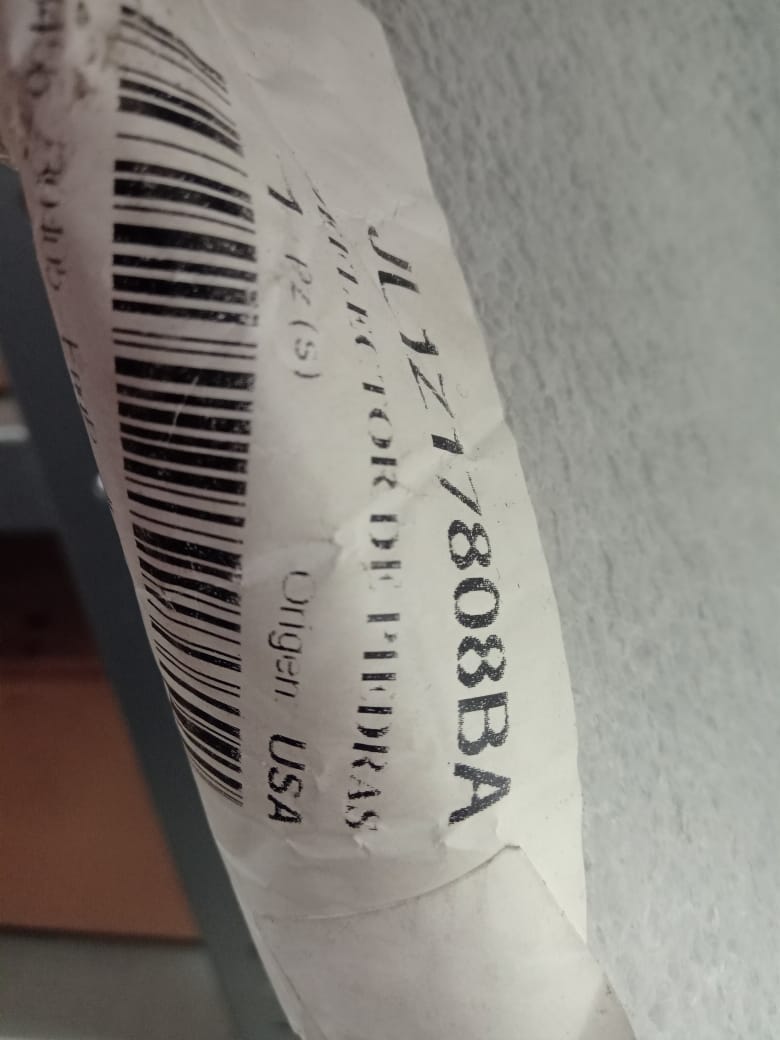 JL1Z17808BA
DEFLECTOR DE PIEDRAS
1 PZ(S) Origen: USA